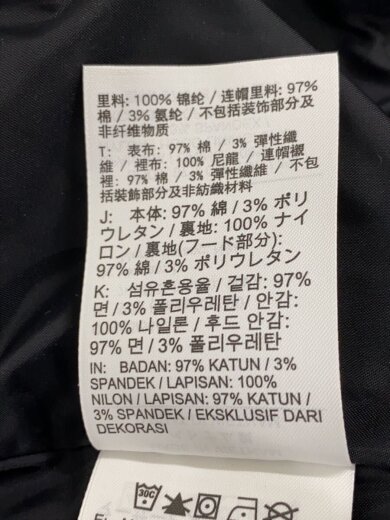 里料: 100% 锦纶 / 连帽里料: 97%
棉 / 3% 氨纶 / 不包括装饰部分及
非纤维物质
T: 表布: 97% 棉 / 3% 彈性纖
維 / 裡布: 100% 尼龍 / 連帽襯
裡: 97% 棉 / 3% 彈性纖維 / 不包
括裝飾部分及非紡織材料
J: 本体: 97% 綿 / 3% ポリ
ウレタン / 裏地: 100% ナイ
ロン / 裏地(フード部分):
97% 綿 / 3% ポリウレタン
K: 섬유혼용율 / 겉감: 97%
면 / 3% 폴리우레탄 / 안감:
100% 나일론 / 후드 안감:
97% 면 / 3% 폴리우레탄
IN: BADAN: 97% KATUN / 3%
SPANDEK / LAPISAN: 100%
NILON / LAPISAN: 97% KATUN /
3% SPANDEK / EKSKLUSIF DARI
DEKORASI
30C